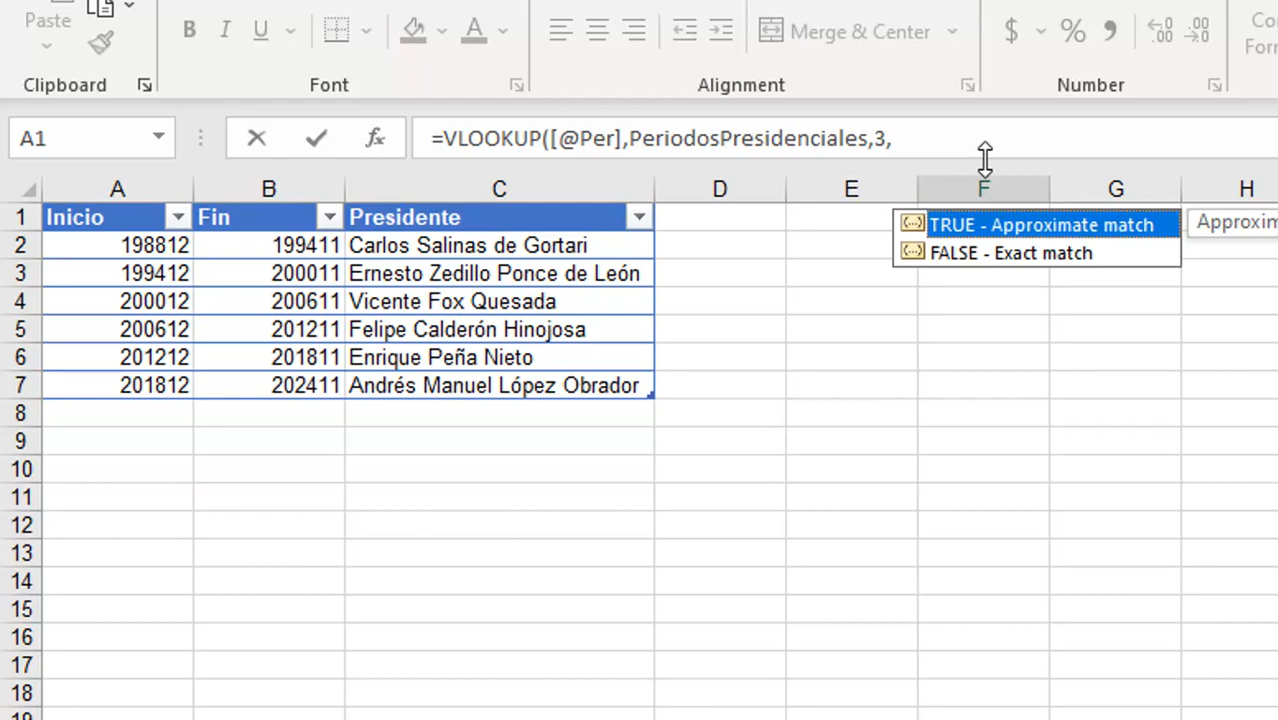 Paste
B I U A
Merge & Center
$ % , .00 .00
Clipboard Font Alignment Number
A1 fx =VLOOKUP([@Per],PeriodosPresidenciales,3,
A B C D E F G H
1 Inicio Fin Presidente
TRUE - Approximate match
2 198812 199411 Carlos Salinas de Gortari
FALSE - Exact match
3 199412 200011 Ernesto Zedillo Ponce de León
4 200012 200611 Vicente Fox Quesada
5 200612 201211 Felipe Calderón Hinojosa
6 201212 201811 Enrique Peña Nieto
7 201812 202411 Andrés Manuel López Obrador
8
9
10
11
12
13
14
15
16
17
18